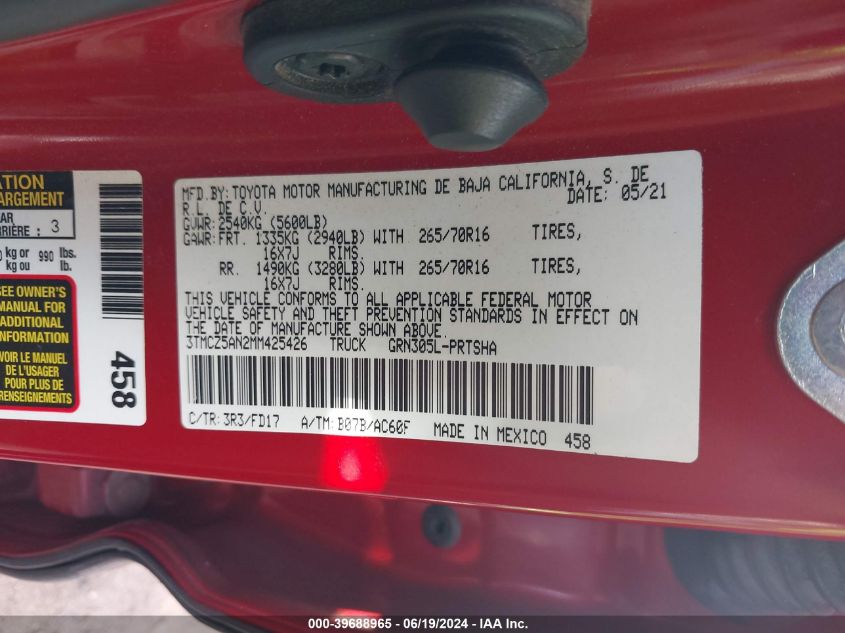 ATION
ARGEMENT
AR
RRIÈRE : 3
kg or 990 lbs.
kg ou lb.
SEE OWNER'S
MANUAL FOR
ADDITIONAL
INFORMATION
VOIR LE MANUEL
DE L'USAGER
POUR PLUS DE
RENSEIGNEMENTS
458
MFD.BY:TOYOTA MOTOR MANUFACTURING DE BAJA CALIFORNIA, S. DE
R.L. DE C.V. DATE: 05/21
GVWR:2540KG (5600LB)
GAWR:FRT. 1335KG (2940LB) WITH 265/70R16 TIRES,
16X7J RIMS.
RR. 1490KG (3280LB) WITH 265/70R16 TIRES,
16X7J RIMS.
THIS VEHICLE CONFORMS TO ALL APPLICABLE FEDERAL MOTOR
VEHICLE SAFETY AND THEFT PREVENTION STANDARDS IN EFFECT ON
THE DATE OF MANUFACTURE SHOWN ABOVE.
3TMCZ5AN2MM425426 TRUCK GRN305L-PRTSHA
C/TR:3R3/FD17 A/TM:B07B/AC60F MADE IN MEXICO 458
000-39688965 - 06/19/2024 - IAA Inc.